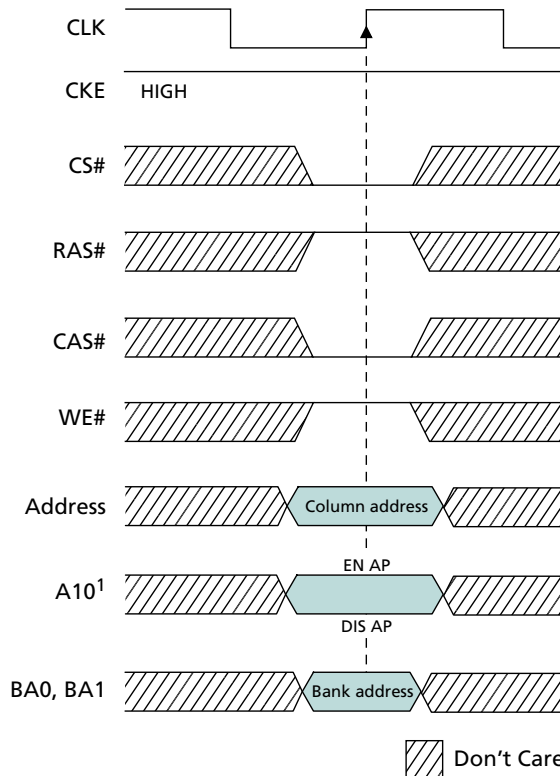 CLK
CKE HIGH
CS#
RAS#
CAS#
WE#
Address Column address
EN AP
A10¹
DIS AP
BA0, BA1 Bank address
Don't Care